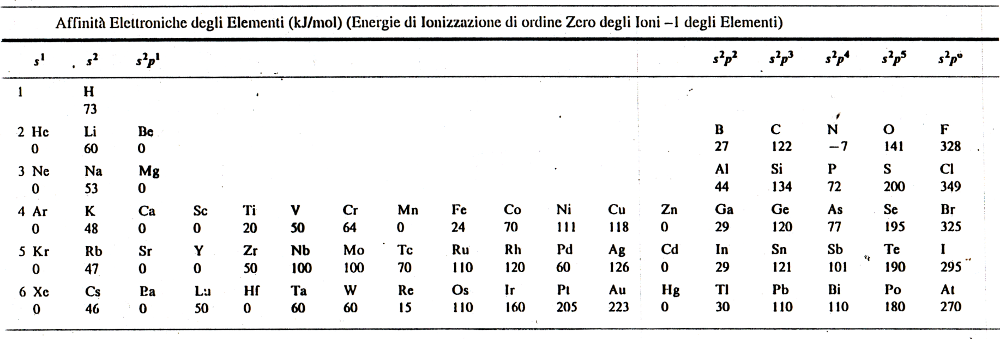 Affinità Elettroniche degli Elementi (kJ/mol) (Energie di Ionizzazione di ordine Zero degli Ioni –1 degli Elementi)
s¹ s² s²p¹ s²p² s²p³ s²p⁴ s²p⁵ s²p⁶
1 H
73
2 He Li Be B C N O F
0 60 0 27 122 –7 141 328
3 Ne Na Mg Al Si P S Cl
0 53 0 44 134 72 200 349
4 Ar K Ca Sc Ti V Cr Mn Fe Co Ni Cu Zn Ga Ge As Se Br
0 48 0 0 20 50 64 0 24 70 111 118 0 29 120 77 195 325
5 Kr Rb Sr Y Zr Nb Mo Tc Ru Rh Pd Ag Cd In Sn Sb Te I
0 47 0 0 50 100 100 70 110 120 60 126 0 29 121 101 190 295
6 Xe Cs Ba Lu Hf Ta W Re Os Ir Pt Au Hg Tl Pb Bi Po At
0 46 0 50 0 60 60 15 110 160 205 223 0 30 110 110 180 270